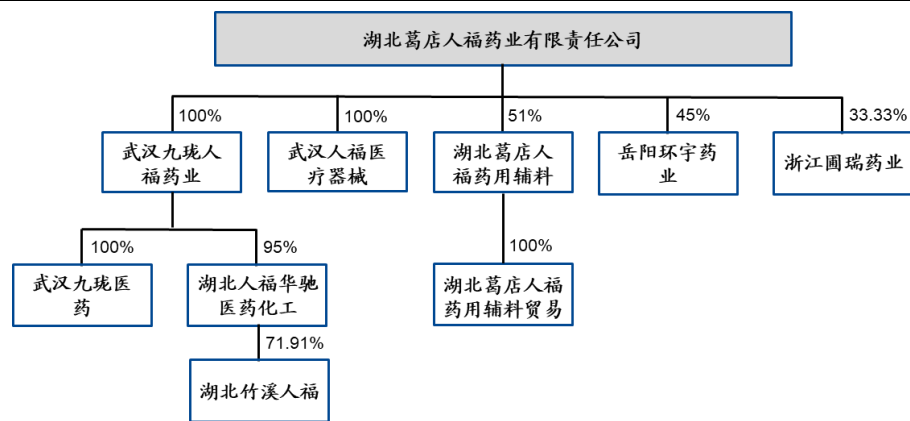 湖北葛店人福药业有限责任公司
100%
100%
51%
45%
33.33%
武汉九珑人
福药业
武汉人福医
疗器械
湖北葛店人
福药用辅料
岳阳环宇药
业
浙江圃瑞药业
100%
95%
100%
武汉九珑医
药
湖北人福华驰
医药化工
湖北葛店人福
药用辅料贸易
71.91%
湖北竹溪人福